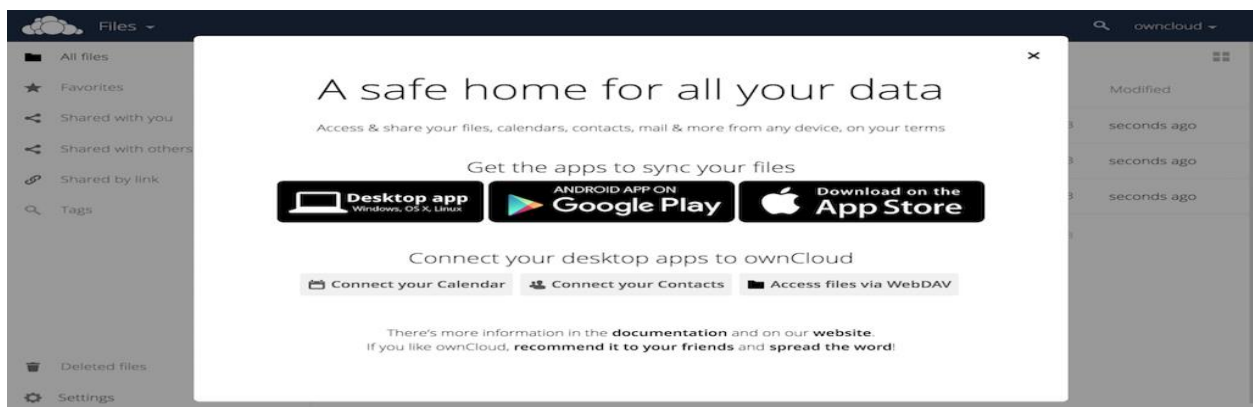 Files
owncloud
All files
Favorites
Shared with you
Shared with others
Shared by link
Tags
Deleted files
Settings
A safe home for all your data
Access & share your files, calendars, contacts, mail & more from any device, on your terms
Get the apps to sync your files
Desktop app
Windows, OS X, Linux
ANDROID APP ON
Google Play
Download on the
App Store
Connect your desktop apps to ownCloud
Connect your Calendar
Connect your Contacts
Access files via WebDAV
There's more information in the documentation and on our website.
If you like ownCloud, recommend it to your friends and spread the word!
Modified
seconds ago
seconds ago
seconds ago